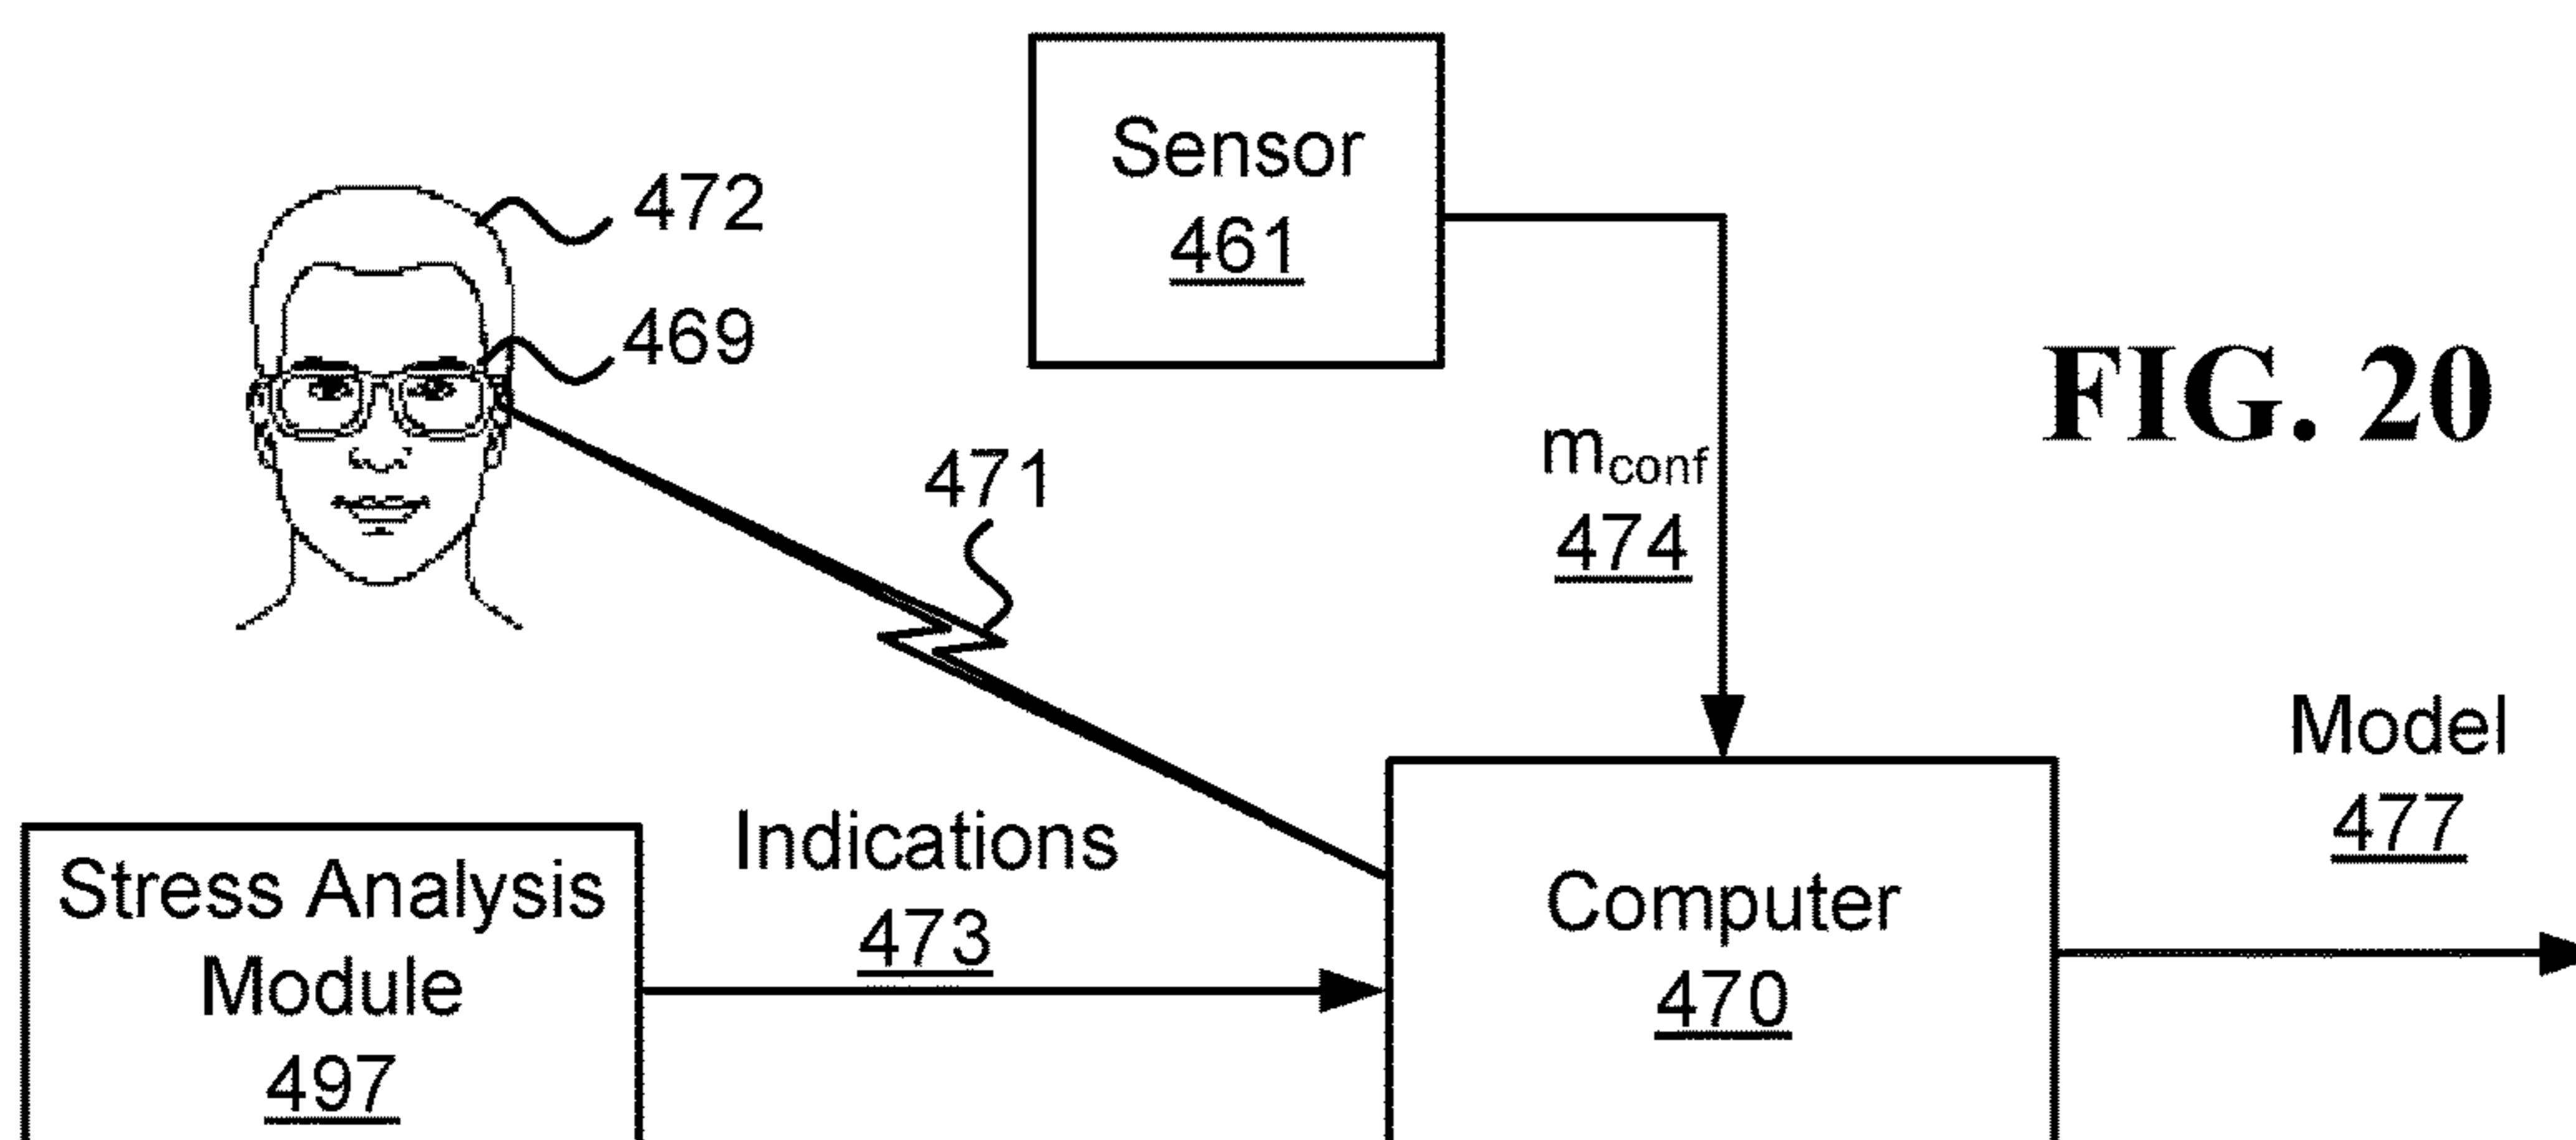 Sensor
461
472
469
FIG. 20
471
mconf
474
Model
477
Indications
473
Stress Analysis
Module
497
Computer
470